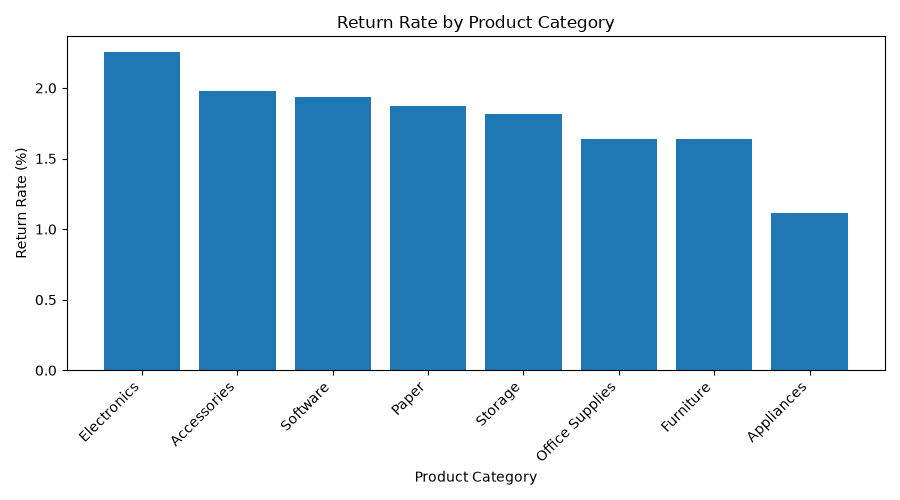 Return Rate by Product Category
Return Rate (%)
2.0
1.5
1.0
0.5
0.0
Electronics
Accessories
Software
Paper
Storage
Office Supplies
Furniture
Appliances
Product Category